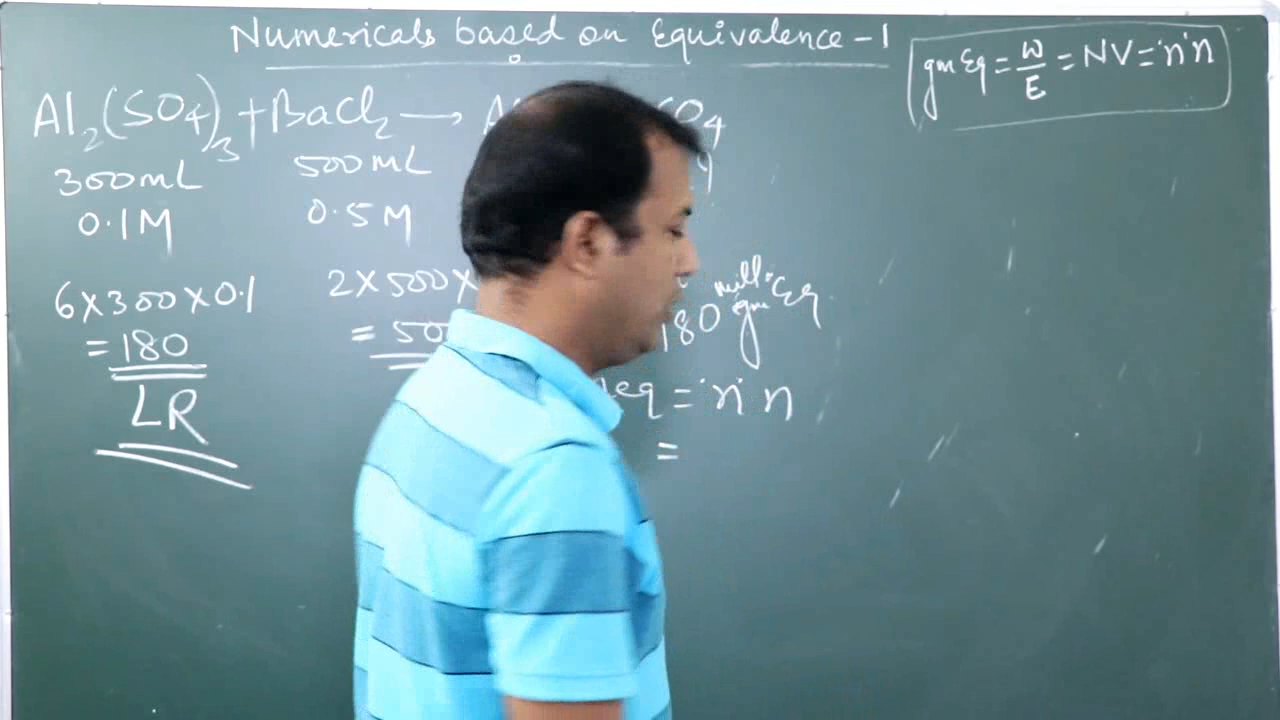 Numericals based on Equivalence - 1
gm Eq = W/E = NV = 'n' n
Al2(SO4)3 + BaCl2 → A SO4
300mL 500mL
0.1M 0.5M
6×300×0.1 2×500×
= 180 = 50 180 milli gm Eq
LR eq = 'n' n
=